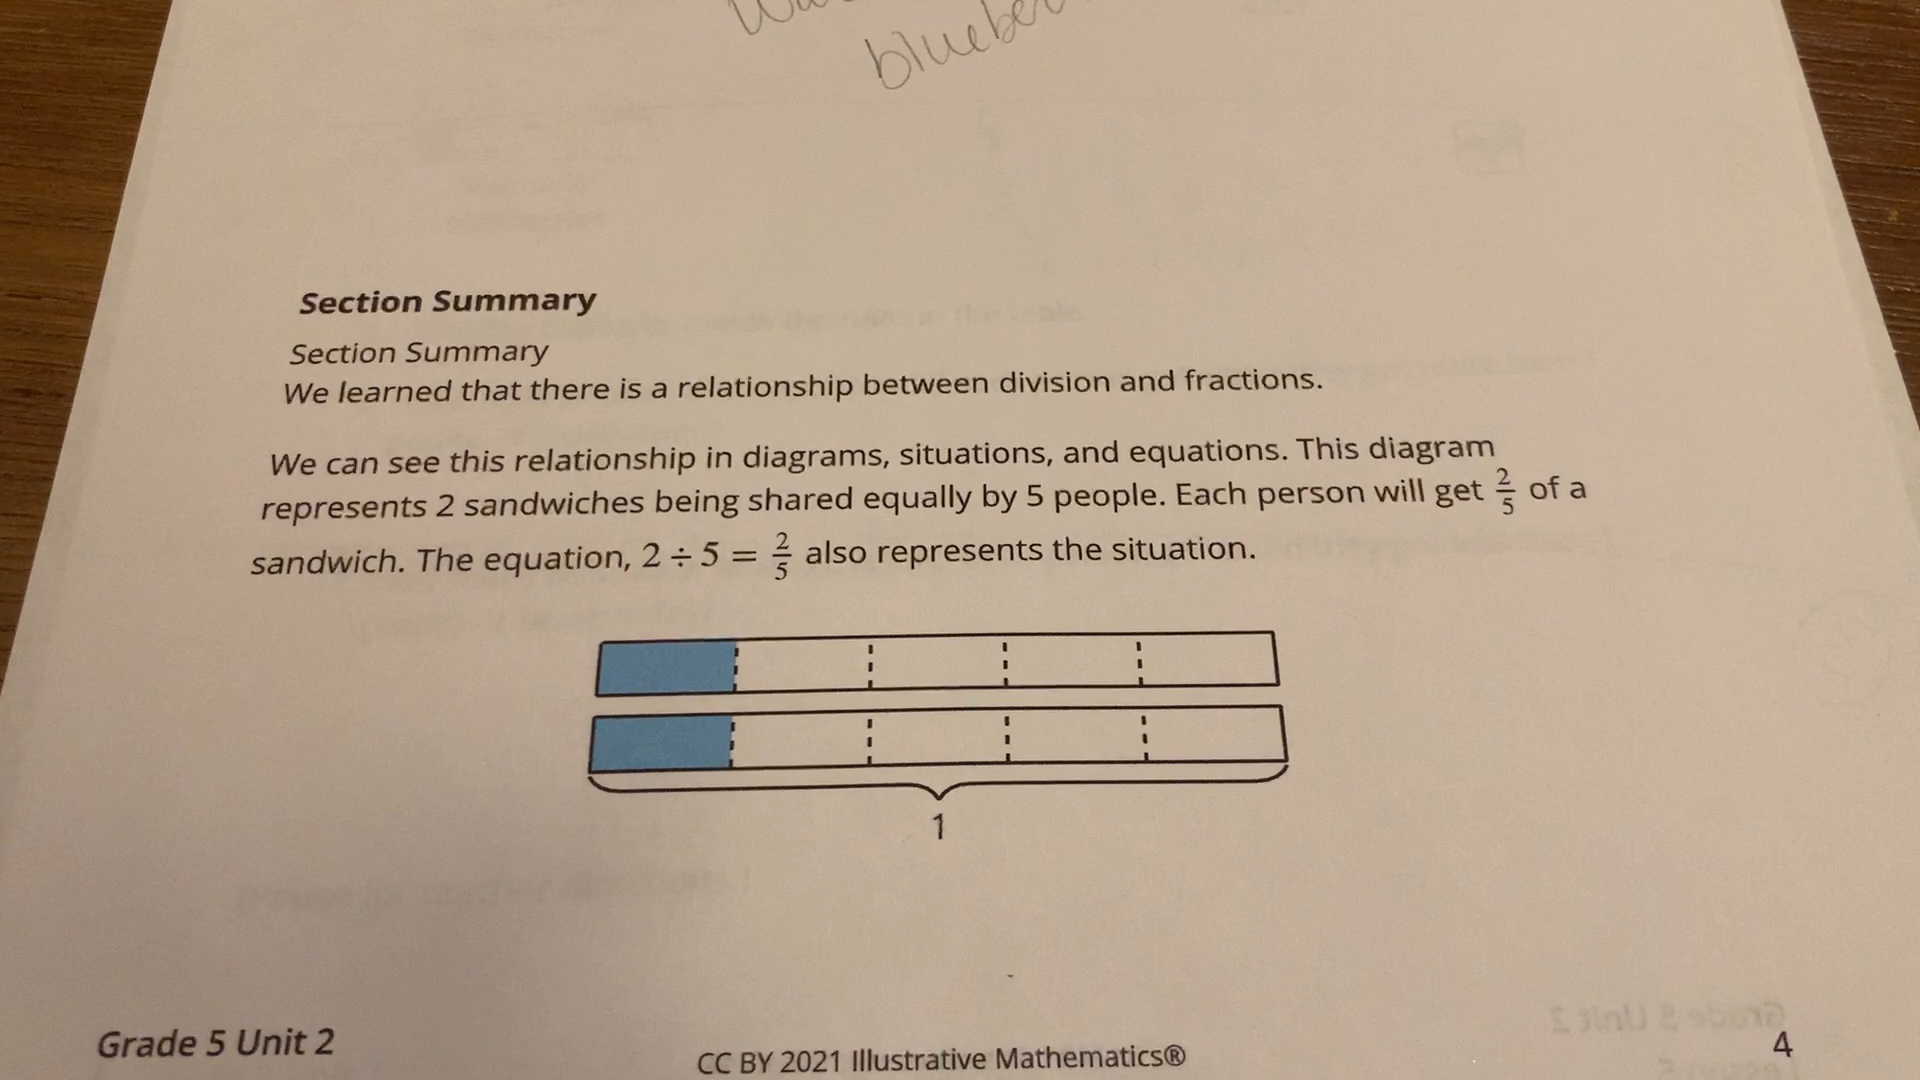 Section Summary
Section Summary
We learned that there is a relationship between division and fractions.
We can see this relationship in diagrams, situations, and equations. This diagram
represents 2 sandwiches being shared equally by 5 people. Each person will get 2/5 of a
sandwich. The equation, 2 ÷ 5 = 2/5 also represents the situation.
1
Grade 5 Unit 2
CC BY 2021 Illustrative Mathematics®
4